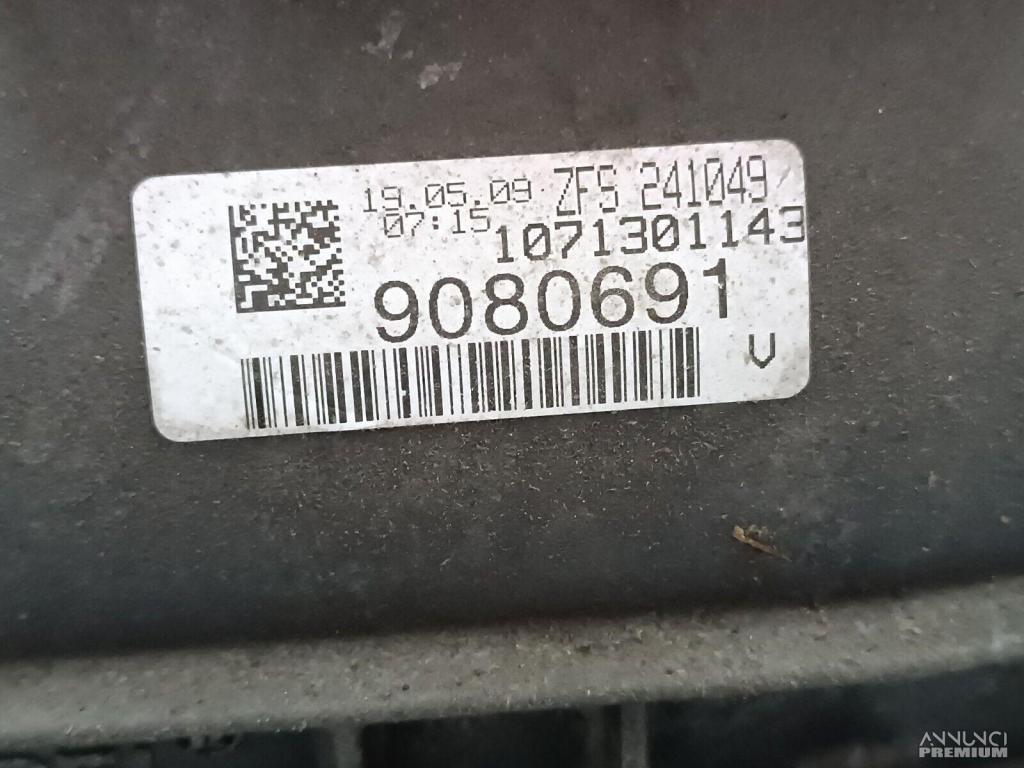 19.05.09 ZFS 241049
07:15 1071301143
9080691
V
ANNUNCI
PREMIUM